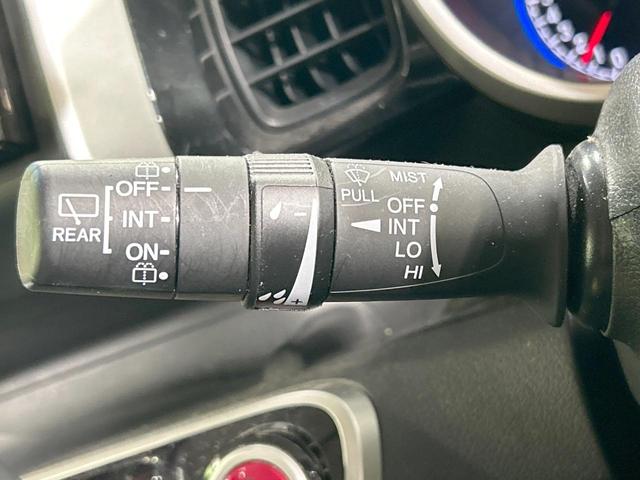 OFF
INT
REAR
ON
- 
+
MIST
PULL
OFF
INT
LO
HI